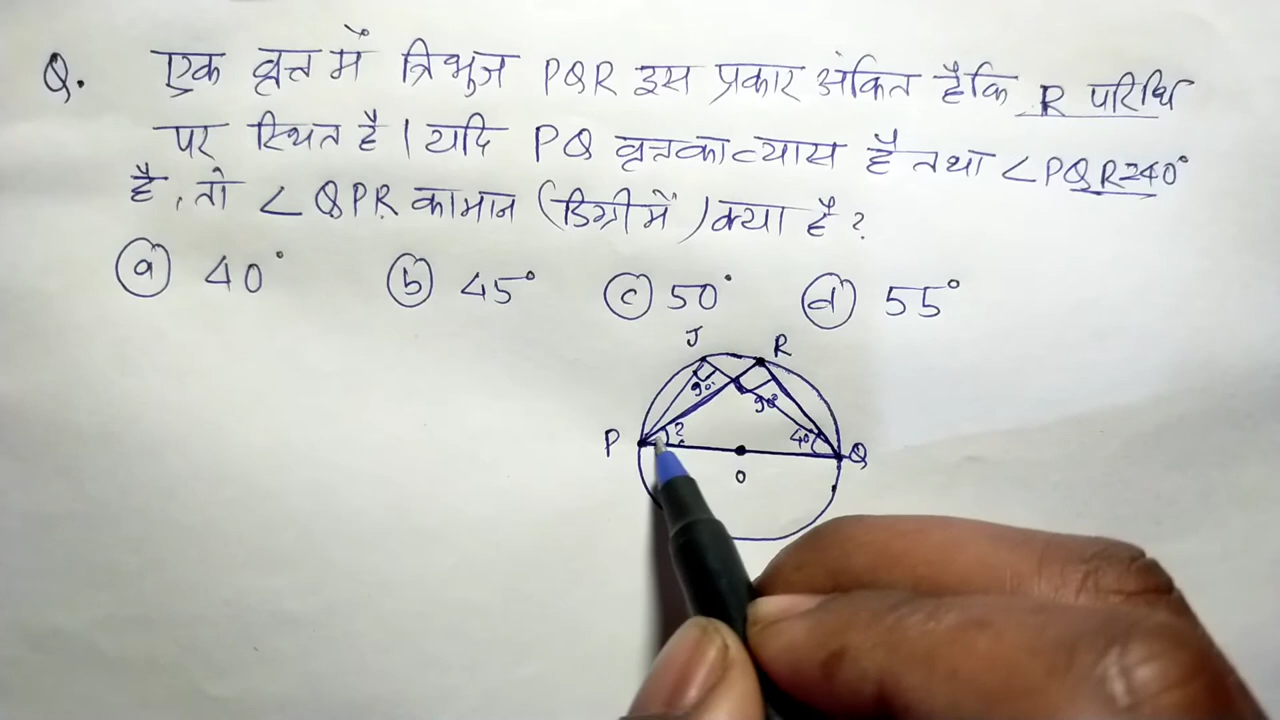 Q. एक वृत्त में त्रिभुज PQR इस प्रकार अंकित है कि R परिधि
पर स्थित है। यदि PQ वृत्त का व्यास है तथा ∠PQR=40°
है, तो ∠QPR का मान (डिग्री में) क्या है?
(a) 40° (b) 45° (c) 50° (d) 55°
J R
90° 90°
P ? 40 Q
O